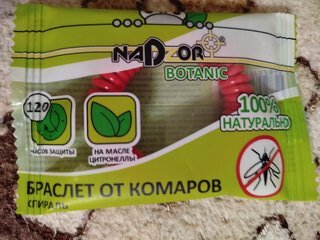 NADZOR
BOTANIC
100%
НАТУРАЛЬНО
120
ЧАСОВ ЗАЩИТЫ
НА МАСЛЕ
ЦИТРОНЕЛЛЫ
БРАСЛЕТ ОТ КОМАРОВ
СПИРАЛЬ